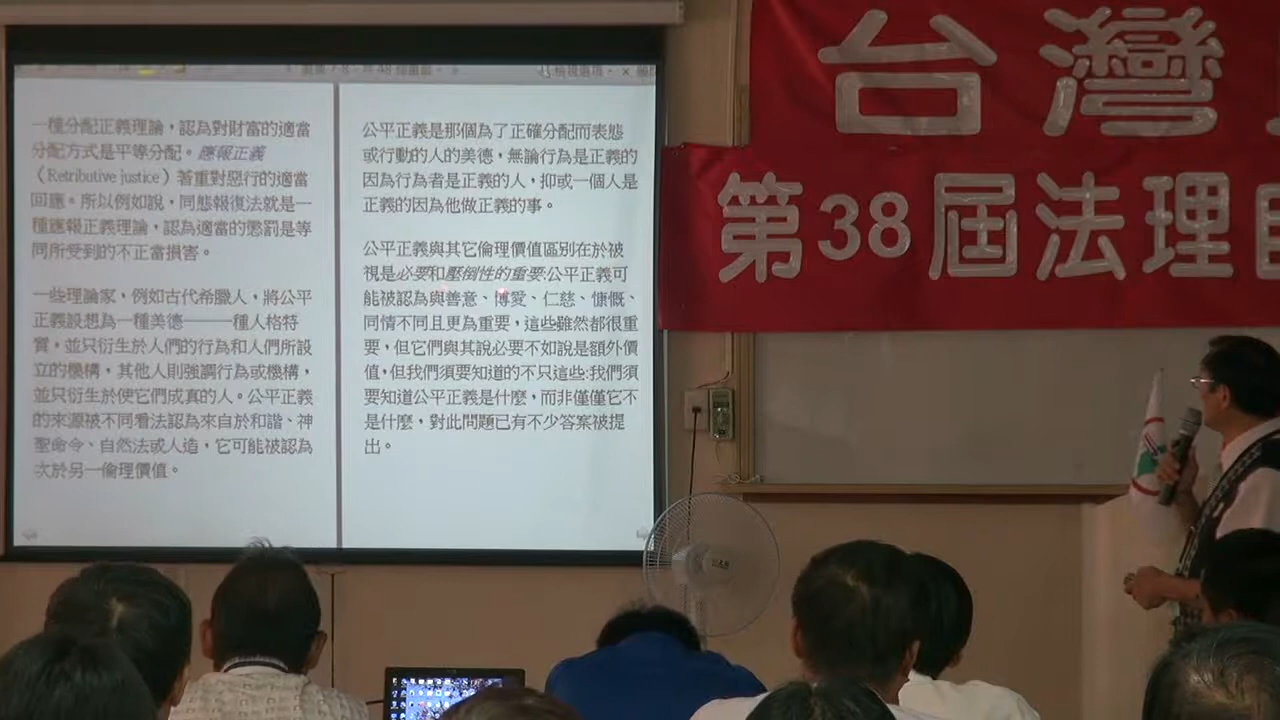 一種分配正義理論，認為對財富的適當
分配方式是平等分配。應報正義
（Retributive justice）著重對惡行的適當
回應。所以例如說，同態報復法就是一
種應報正義理論，認為適當的懲罰是等
同所受到的不正當損害。
一些理論家，例如古代希臘人，將公平
正義設想為一種美德———種人格特
質，並只衍生於人們的行為和人們所設
立的機構，其他人則強調行為或機構，
並只衍生於使它們成真的人。公平正義
的來源被不同看法認為來自於和諧、神
聖命令、自然法或人造，它可能被認為
次於另一倫理價值。
公平正義是那個為了正確分配而表態
或行動的人的美德，無論行為是正義的
因為行為者是正義的人，抑或一個人是
正義的因為他做正義的事。
公平正義與其它倫理價值區別在於被
視是必要和壓倒性的重要:公平正義可
能被認為與善意、博愛、仁慈、慷慨、
同情不同且更為重要，這些雖然都很重
要，但它們與其說必要不如說是額外價
值，但我們須要知道的不只這些:我們須
要知道公平正義是什麼，而非僅僅它不
是什麼，對此問題已有不少答案被提
出。
檢視選項
台灣
第38屆法理